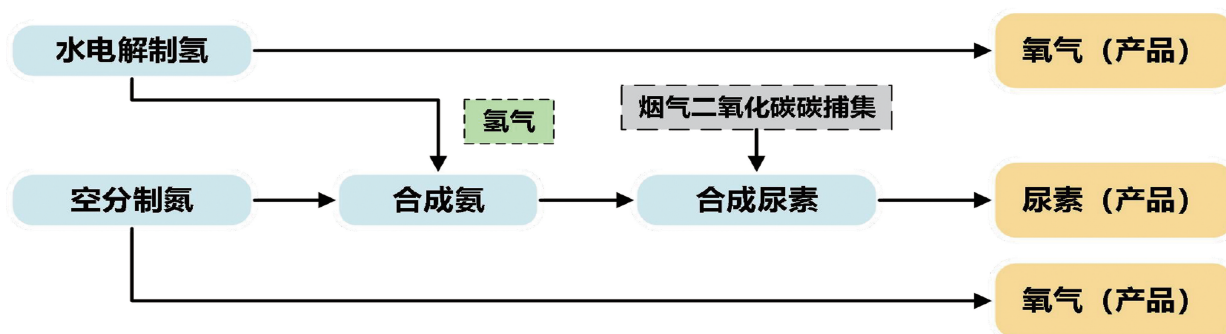 水电解制氢
氧气（产品）
氢气
烟气二氧化碳碳捕集
空分制氮
合成氨
合成尿素
尿素（产品）
氧气（产品）